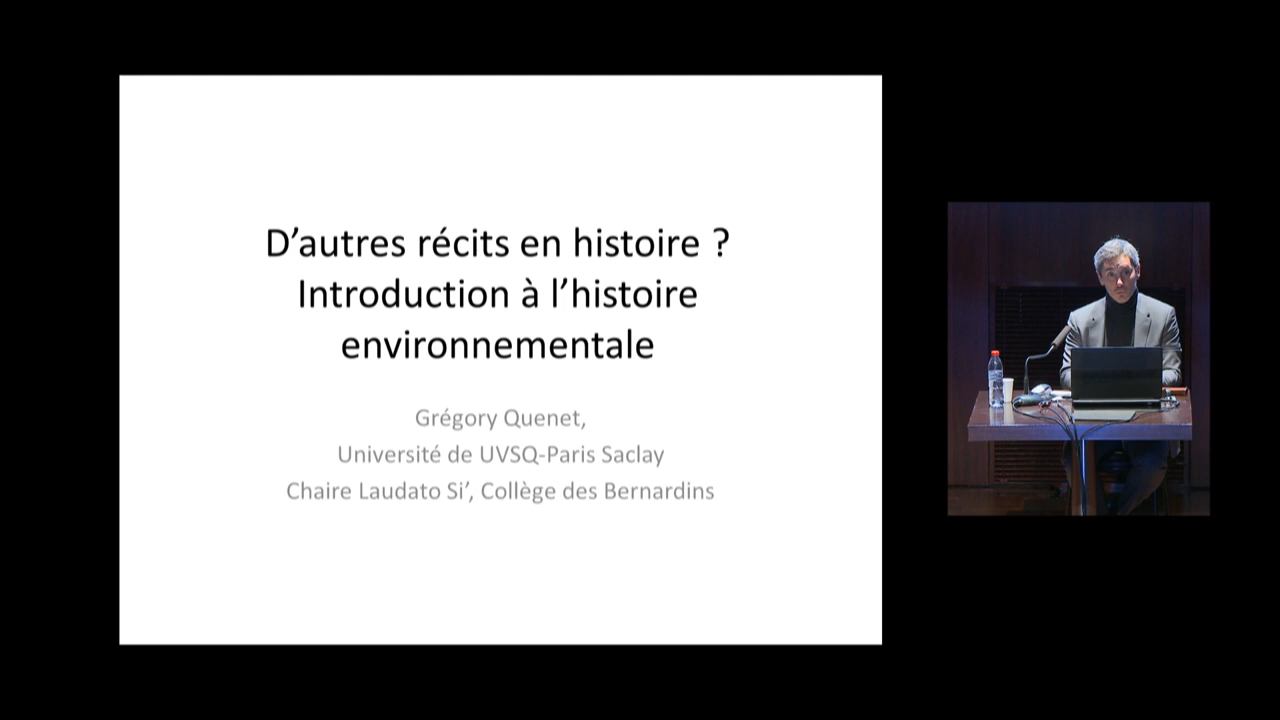 D’autres récits en histoire ?
Introduction à l’histoire
environnementale
Grégory Quenet,
Université de UVSQ-Paris Saclay
Chaire Laudato Si’, Collège des Bernardins